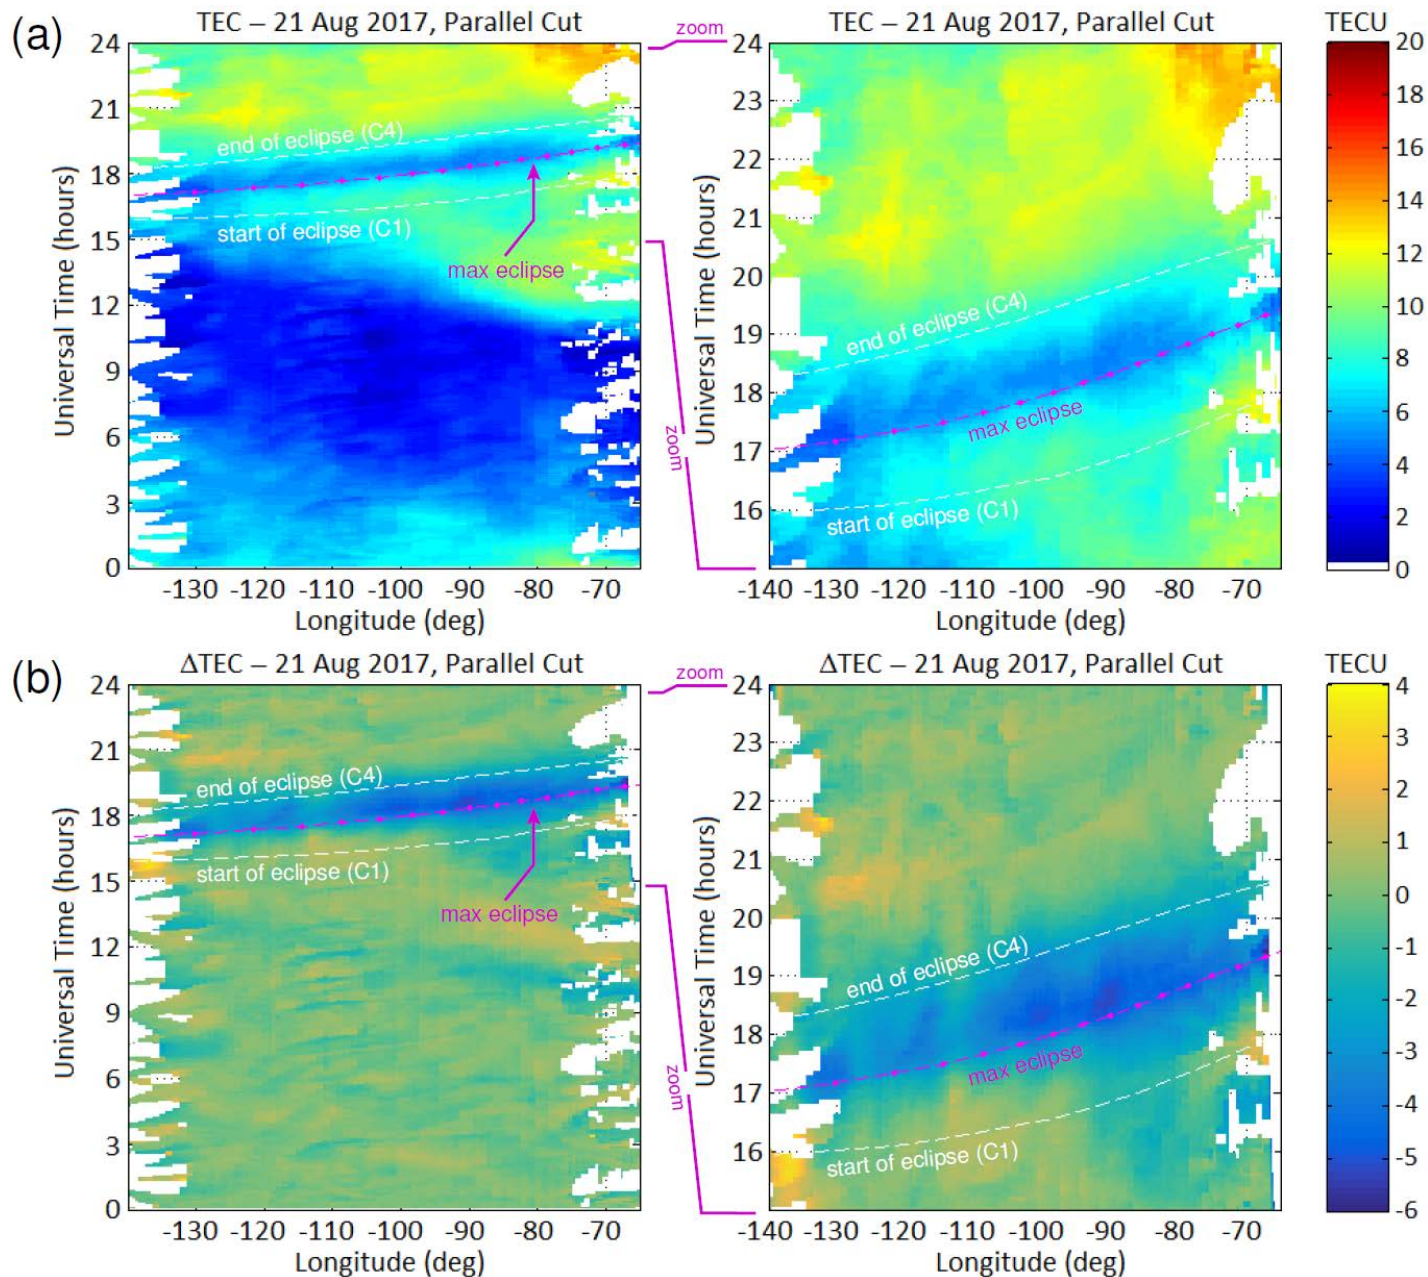 (a)
TEC – 21 Aug 2017, Parallel Cut
zoom
TEC – 21 Aug 2017, Parallel Cut
TECU
24
21
18
15
12
9
6
3
0
Universal Time (hours)
end of eclipse (C4)
start of eclipse (C1)
max eclipse
-130 -120 -110 -100 -90 -80 -70
Longitude (deg)
zoom
24
23
22
21
20
19
18
17
16
Universal Time (hours)
end of eclipse (C4)
max eclipse
start of eclipse (C1)
-140 -130 -120 -110 -100 -90 -80 -70
Longitude (deg)
20
18
16
14
12
10
8
6
4
2
0
(b)
ΔTEC – 21 Aug 2017, Parallel Cut
zoom
ΔTEC – 21 Aug 2017, Parallel Cut
TECU
24
21
18
15
12
9
6
3
0
Universal Time (hours)
end of eclipse (C4)
start of eclipse (C1)
max eclipse
-130 -120 -110 -100 -90 -80 -70
Longitude (deg)
zoom
24
23
22
21
20
19
18
17
16
Universal Time (hours)
end of eclipse (C4)
max eclipse
start of eclipse (C1)
-140 -130 -120 -110 -100 -90 -80 -70
Longitude (deg)
4
3
2
1
0
-1
-2
-3
-4
-5
-6